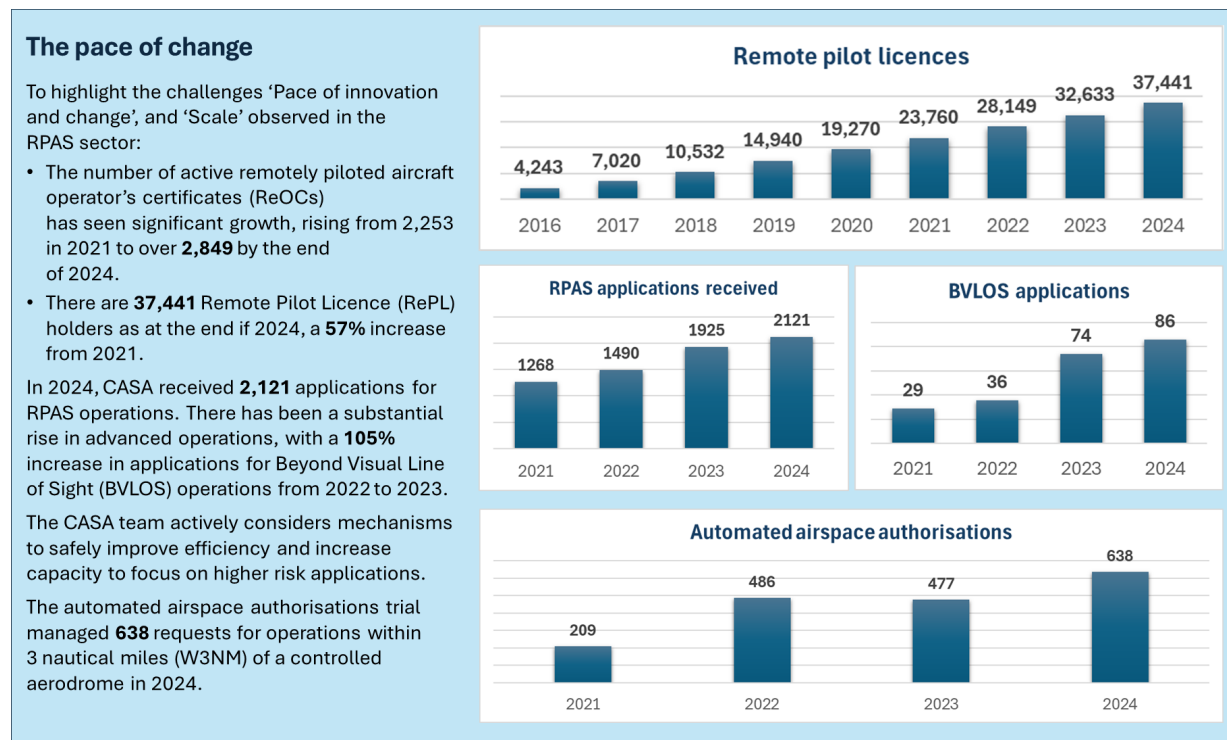 The pace of change
To highlight the challenges ‘Pace of innovation
and change’, and ‘Scale’ observed in the
RPAS sector:
• The number of active remotely piloted aircraft
operator’s certificates (ReOCs)
has seen significant growth, rising from 2,253
in 2021 to over 2,849 by the end
of 2024.
• There are 37,441 Remote Pilot Licence (RePL)
holders as at the end if 2024, a 57% increase
from 2021.
In 2024, CASA received 2,121 applications for
RPAS operations. There has been a substantial
rise in advanced operations, with a 105%
increase in applications for Beyond Visual Line
of Sight (BVLOS) operations from 2022 to 2023.
The CASA team actively considers mechanisms
to safely improve efficiency and increase
capacity to focus on higher risk applications.
The automated airspace authorisations trial
managed 638 requests for operations within
3 nautical miles (W3NM) of a controlled
aerodrome in 2024.
Remote pilot licences
4,243 7,020 10,532 14,940 19,270 23,760 28,149 32,633 37,441
2016 2017 2018 2019 2020 2021 2022 2023 2024
RPAS applications received
1268 1490 1925 2121
2021 2022 2023 2024
BVLOS applications
29 36 74 86
2021 2022 2023 2024
Automated airspace authorisations
209 486 477 638
2021 2022 2023 2024